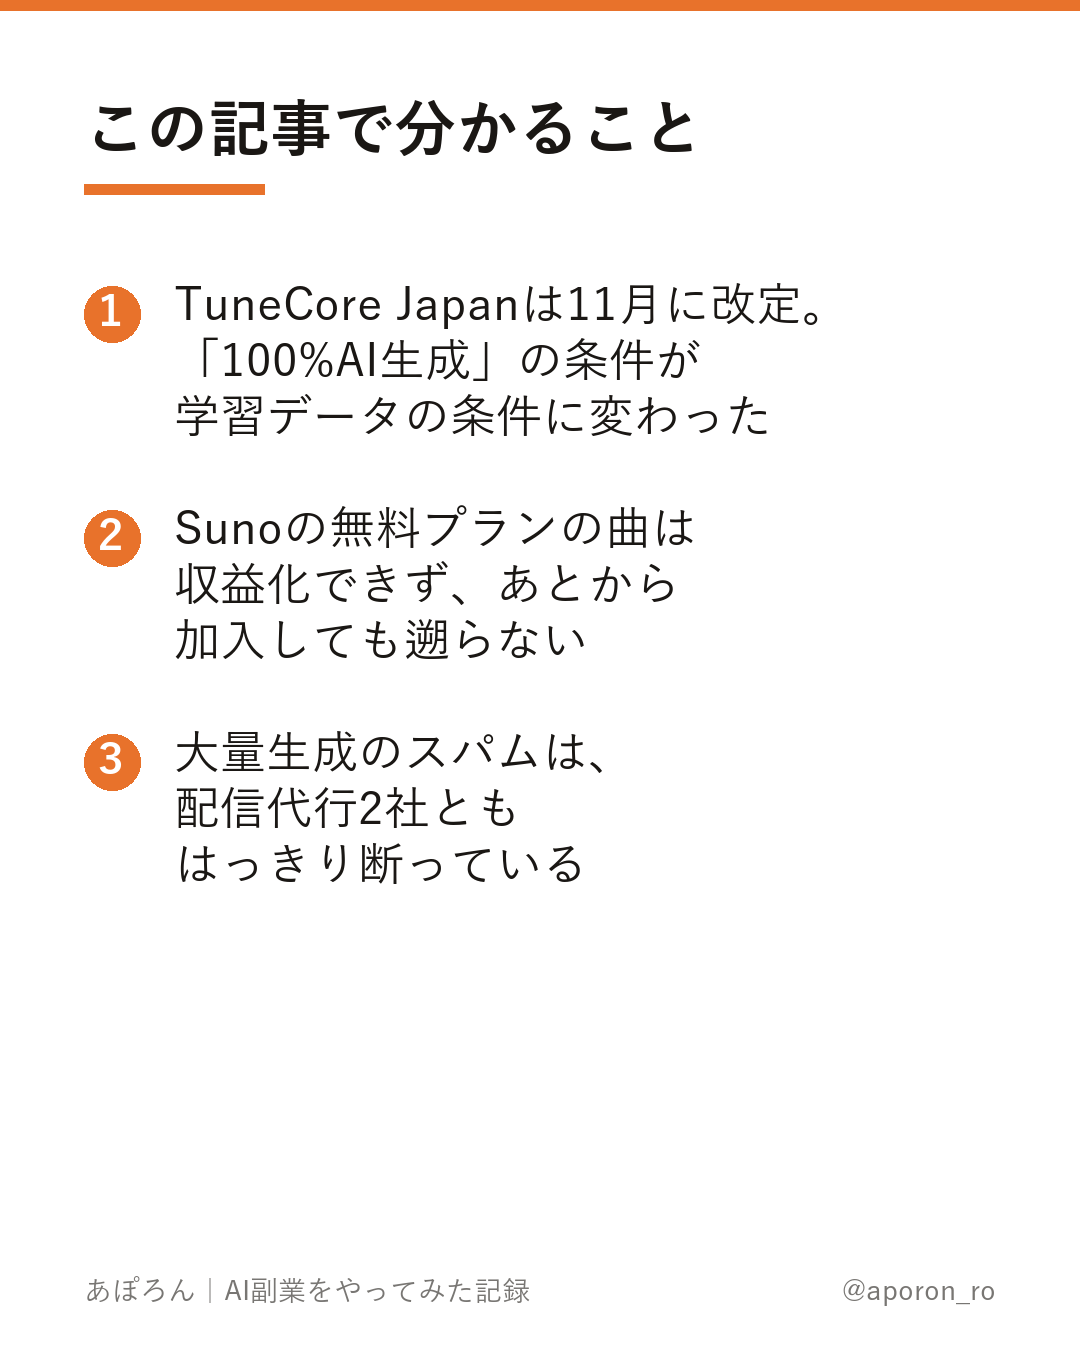 この記事で分かること
1 TuneCore Japanは11月に改定。
「100%AI生成」の条件が
学習データの条件に変わった
2 Sunoの無料プランの曲は
収益化できず、あとから
加入しても遡らない
3 大量生成のスパムは、
配信代行2社とも
はっきり断っている
あぽろん｜AI副業をやってみた記録
@aporon_ro